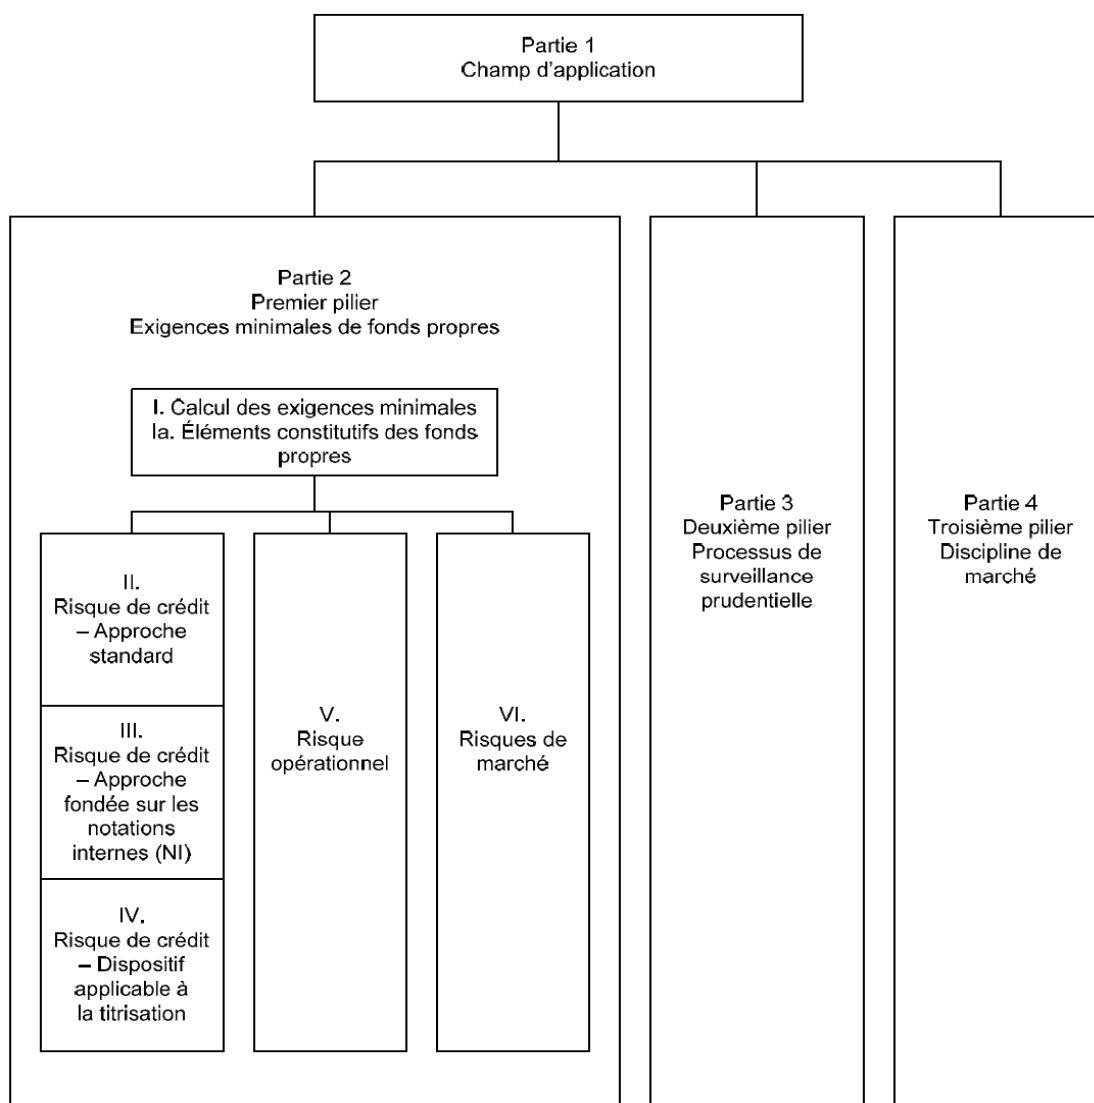 Partie 1
Champ d'application
Partie 2
Premier pilier
Exigences minimales de fonds propres
I. Calcul des exigences minimales
Ia. Éléments constitutifs des fonds
propres
II.
Risque de crédit
– Approche
standard
III.
Risque de crédit
– Approche
fondée sur les
notations
internes (NI)
IV.
Risque de crédit
– Dispositif
applicable à
la titrisation
V.
Risque
opérationnel
VI.
Risques de
marché
Partie 3
Deuxième pilier
Processus de
surveillance
prudentielle
Partie 4
Troisième pilier
Discipline de
marché